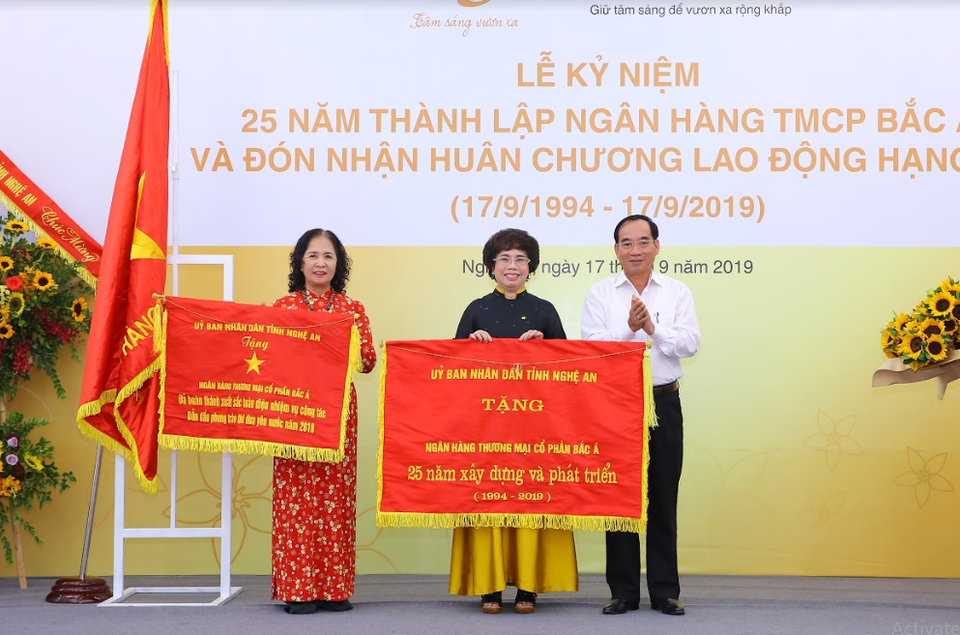 Tâm sáng vươn xa
Giữ tâm sáng để vươn xa rộng khắp
LỄ KỶ NIỆM
25 NĂM THÀNH LẬP NGÂN HÀNG TMCP BẮC
VÀ ĐÓN NHẬN HUÂN CHƯƠNG LAO ĐỘNG HẠNG
(17/9/1994 - 17/9/2019)
ngày 17 9 năm 2019
NGHỆ AN Chúc Mừng
HẠNG
UỶ BAN NHÂN DÂN TỈNH NGHỆ AN
Tặng
NGÂN HÀNG THƯƠNG MẠI CỔ PHẦN BẮC Á
Đã hoàn thành xuất sắc toàn diện nhiệm vụ công tác
Dẫn đầu phong trào thi đua yêu nước năm 2018
UỶ BAN NHÂN DÂN TỈNH NGHỆ AN
TẶNG
NGÂN HÀNG THƯƠNG MẠI CỔ PHẦN BẮC Á
25 năm xây dựng và phát triển
( 1994 - 2019 )
Activate